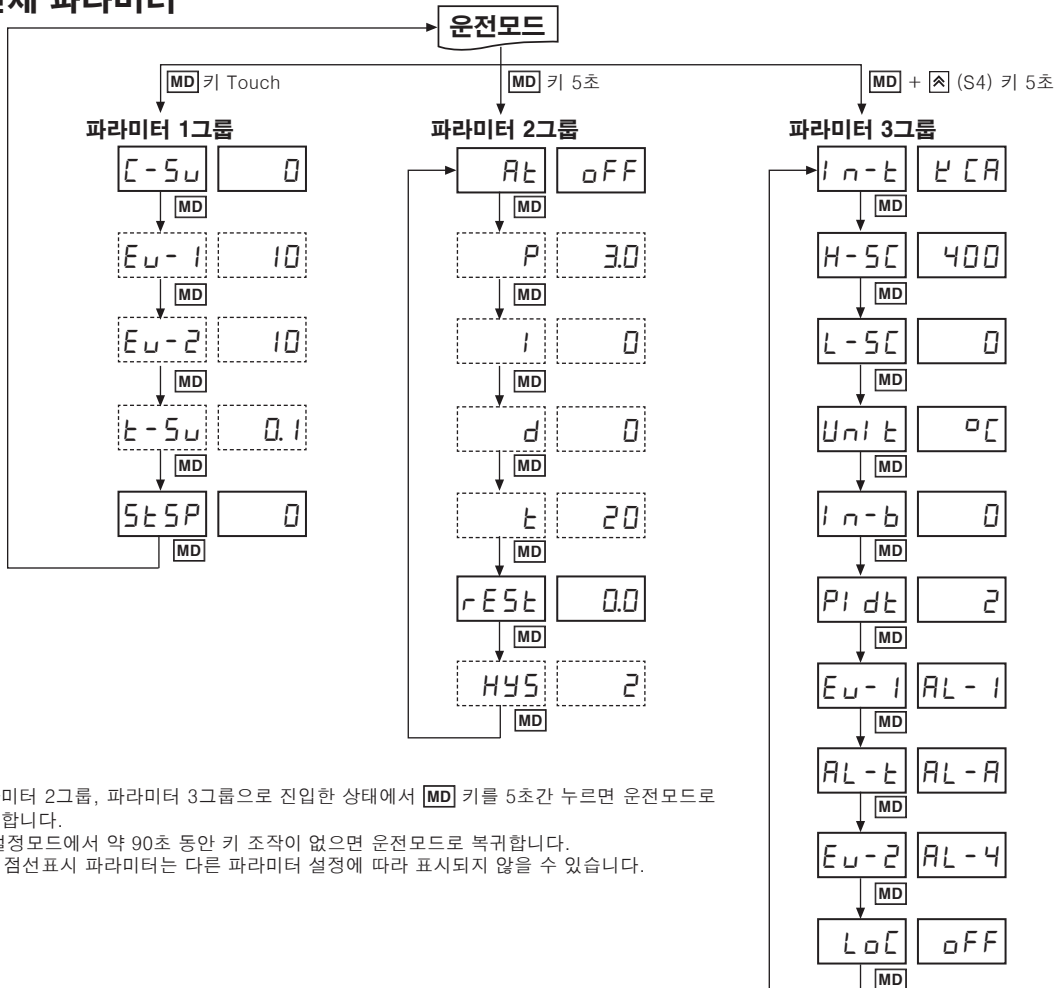 전체 파라미터
운전모드
MD 키 Touch
MD 키 5초
MD + (S4) 키 5초
파라미터 1그룹
C-Su 0
MD
Eu-1 10
MD
Eu-2 10
MD
t-Su 0.1
MD
StSP 0
MD
파라미터 2그룹
At oFF
MD
P 3.0
MD
I 0
MD
d 0
MD
t 20
MD
rESt 0.0
MD
HYS 2
MD
파라미터 3그룹
In-t KCA
MD
H-SC 400
MD
L-SC 0
MD
UnIt °C
MD
In-b 0
MD
PIdt 2
MD
Eu-1 AL-1
MD
AL-t AL-A
MD
Eu-2 AL-4
MD
LoC oFF
MD
미터 2그룹, 파라미터 3그룹으로 진입한 상태에서 MD 키를 5초간 누르면 운전모드로
합니다.
설정모드에서 약 90초 동안 키 조작이 없으면 운전모드로 복귀합니다.
점선표시 파라미터는 다른 파라미터 설정에 따라 표시되지 않을 수 있습니다.